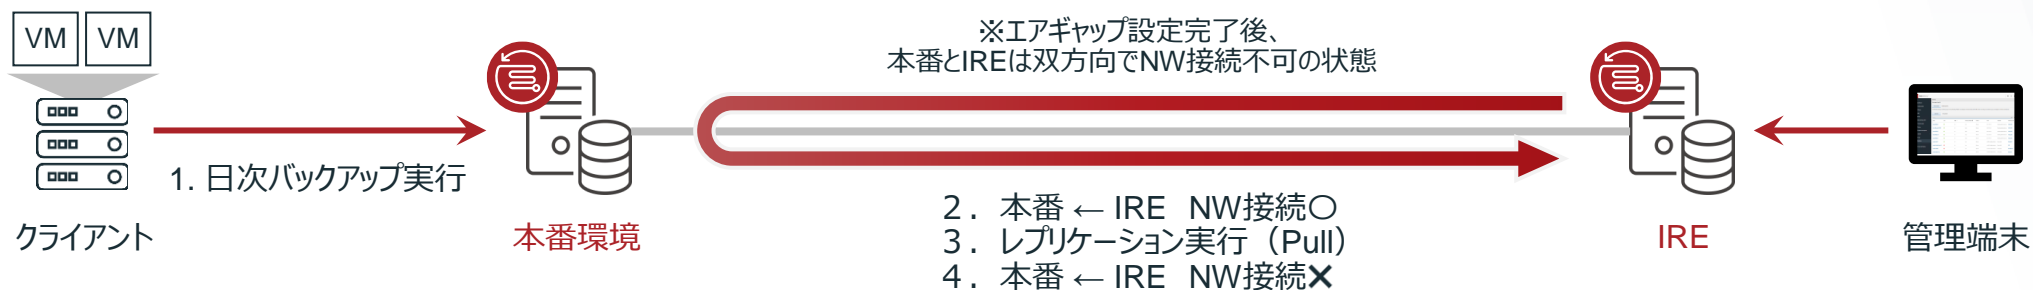 VM VM
※エアギャップ設定完了後、
本番とIREは双方向でNW接続不可の状態
1. 日次バックアップ実行
2． 本番 ← IRE　NW接続〇
3． レプリケーション実行（Pull）
4． 本番 ← IRE　NW接続✕
クライアント
本番環境
IRE
管理端末